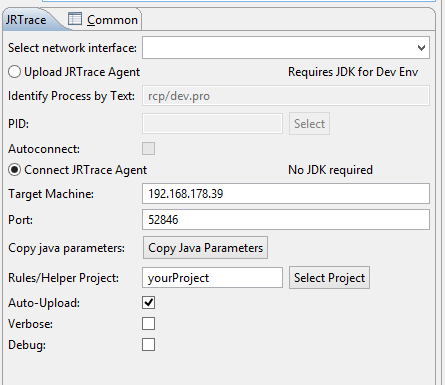 JRTrace Common
Select network interface:
Upload JRTrace Agent Requires JDK for Dev Env
Identify Process by Text: rcp/dev.pro
PID: Select
Autoconnect:
Connect JRTrace Agent No JDK required
Target Machine: 192.168.178.39
Port: 52846
Copy java parameters: Copy Java Parameters
Rules/Helper Project: yourProject Select Project
Auto-Upload:
Verbose:
Debug: